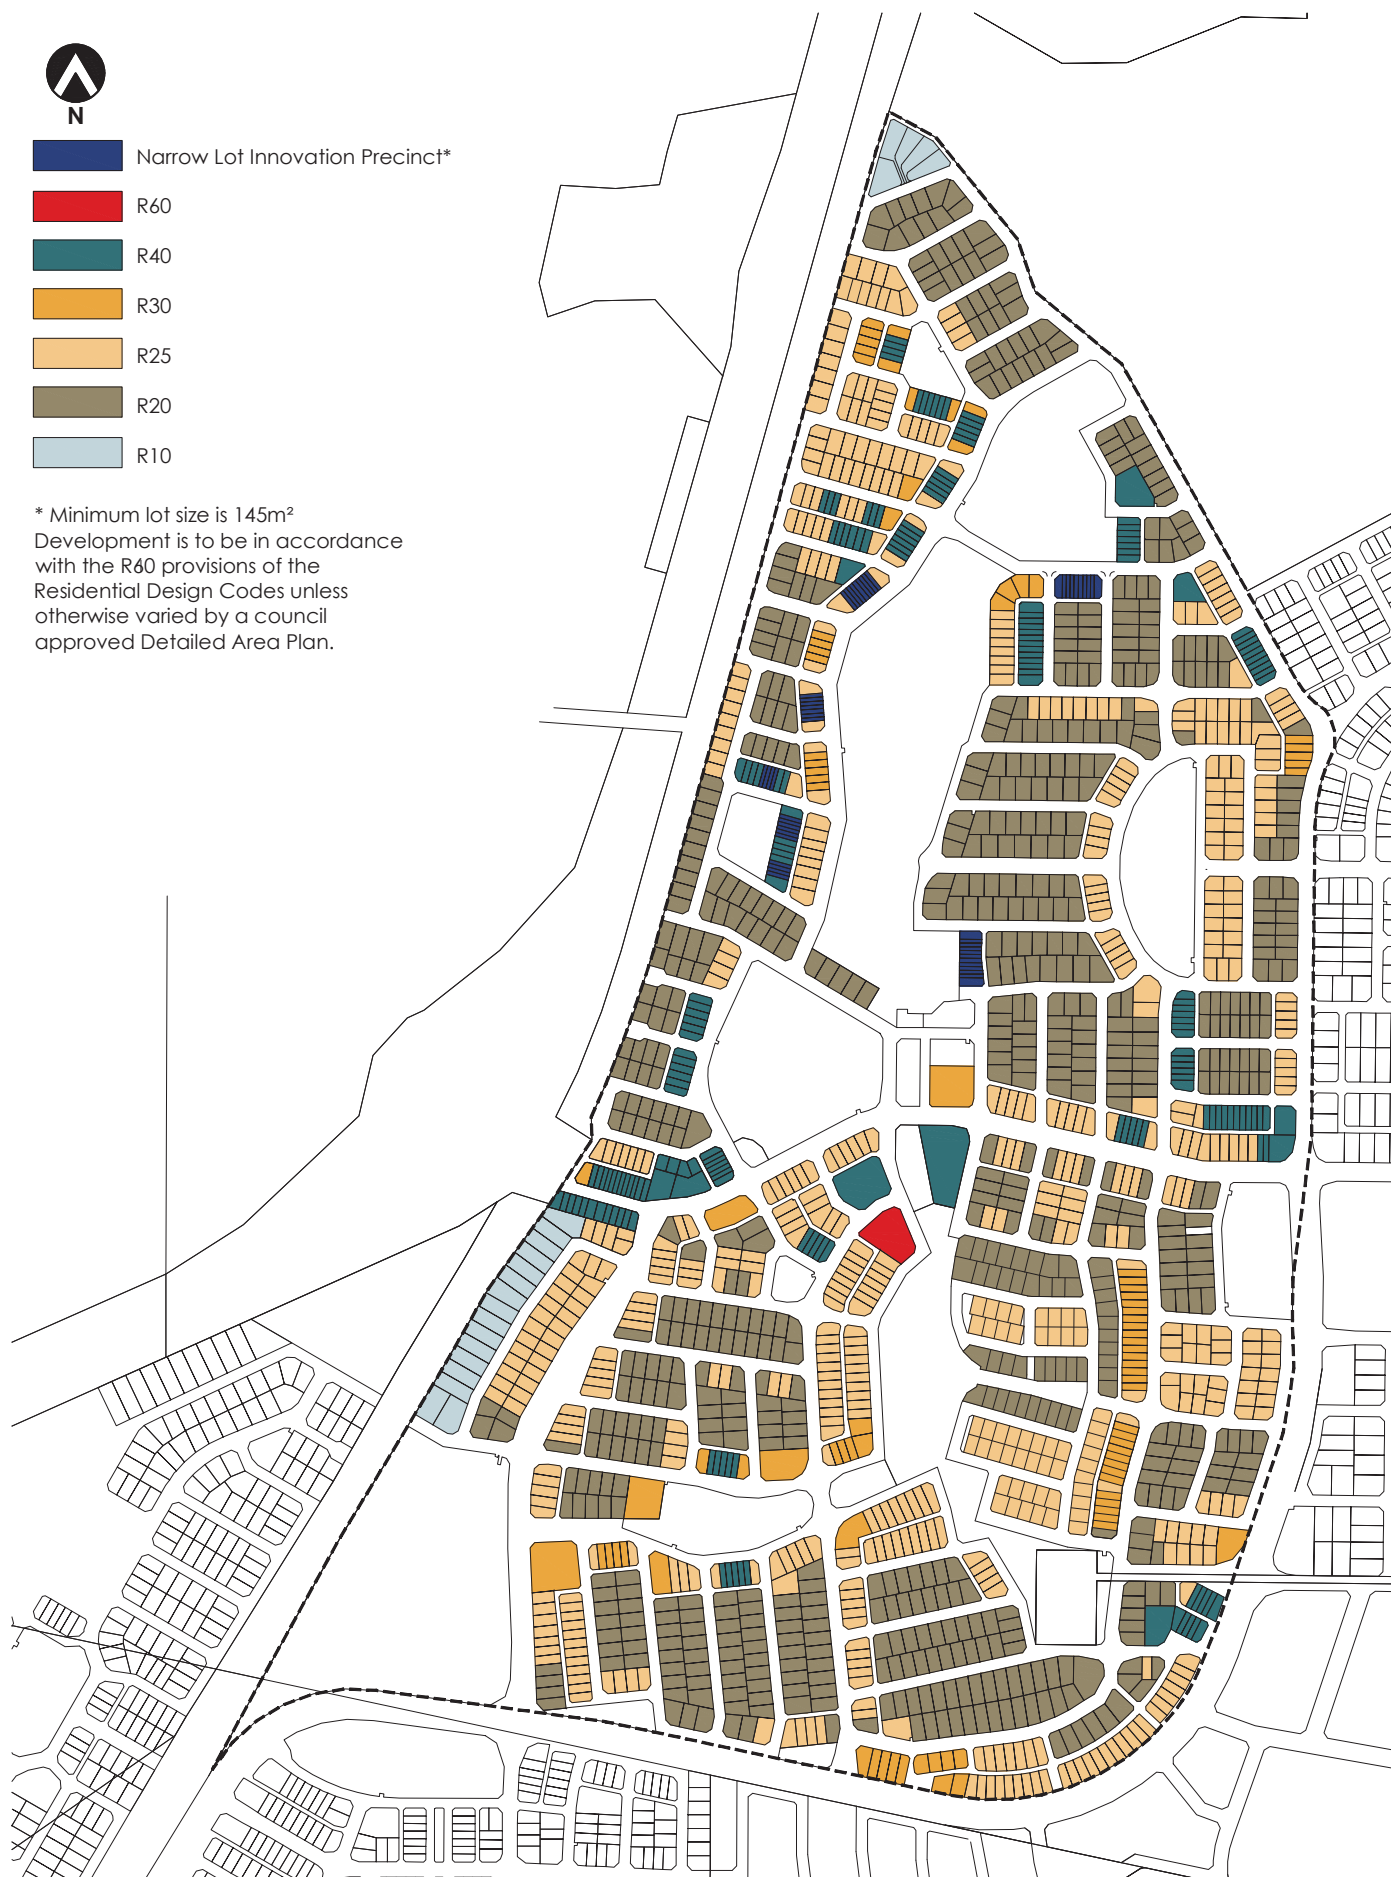 N
Narrow Lot Innovation Precinct*
R60
R40
R30
R25
R20
R10
* Minimum lot size is 145m²
Development is to be in accordance
with the R60 provisions of the
Residential Design Codes unless
otherwise varied by a council
approved Detailed Area Plan.